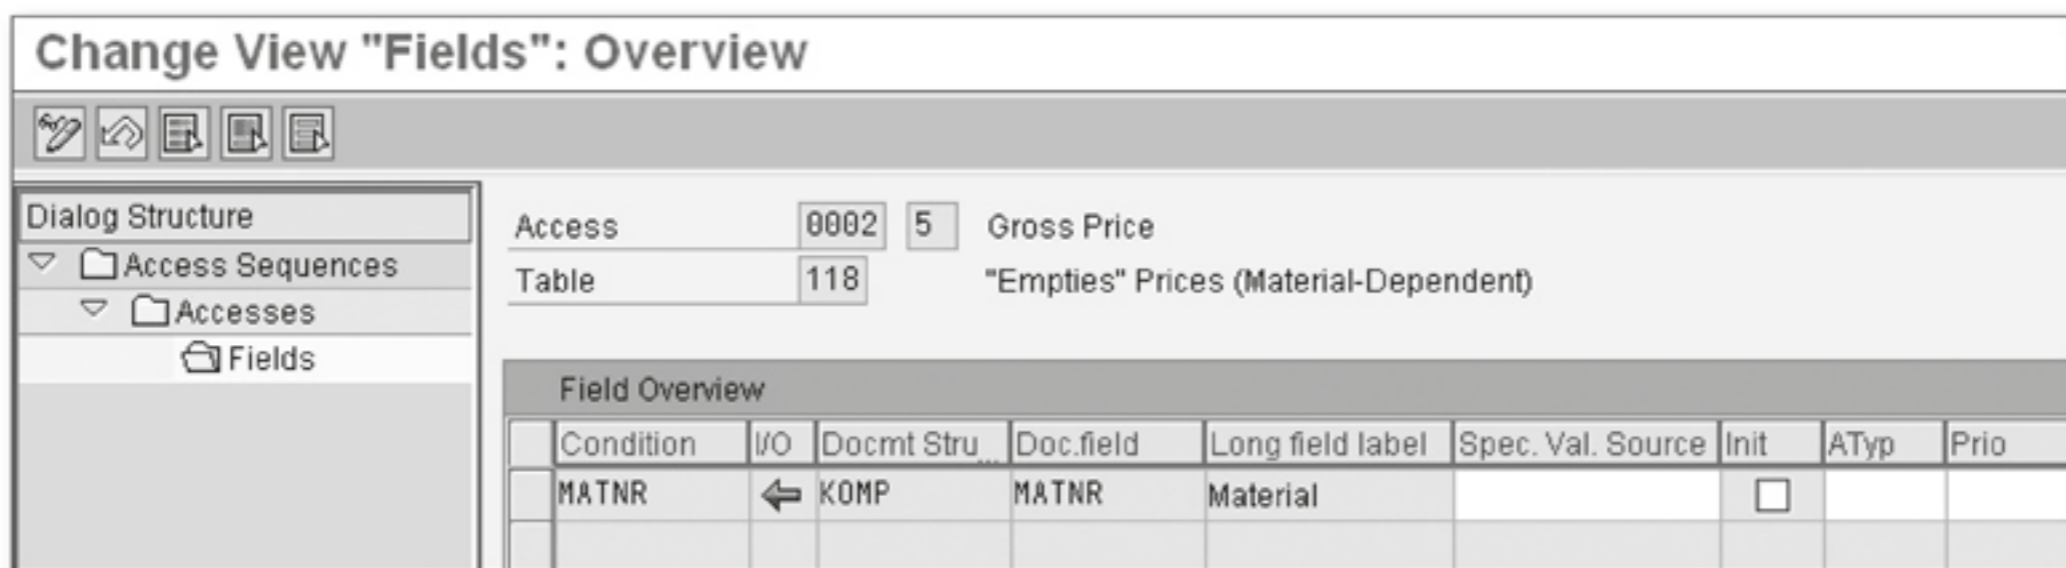 Change View "Fields": Overview
Dialog Structure
Access Sequences
Accesses
Fields
Access 0002 5 Gross Price
Table 118 "Empties" Prices (Material-Dependent)
Field Overview
Condition I/O Docmt Stru... Doc.field Long field label Spec. Val. Source Init ATyp Prio
MATNR KOMP MATNR Material